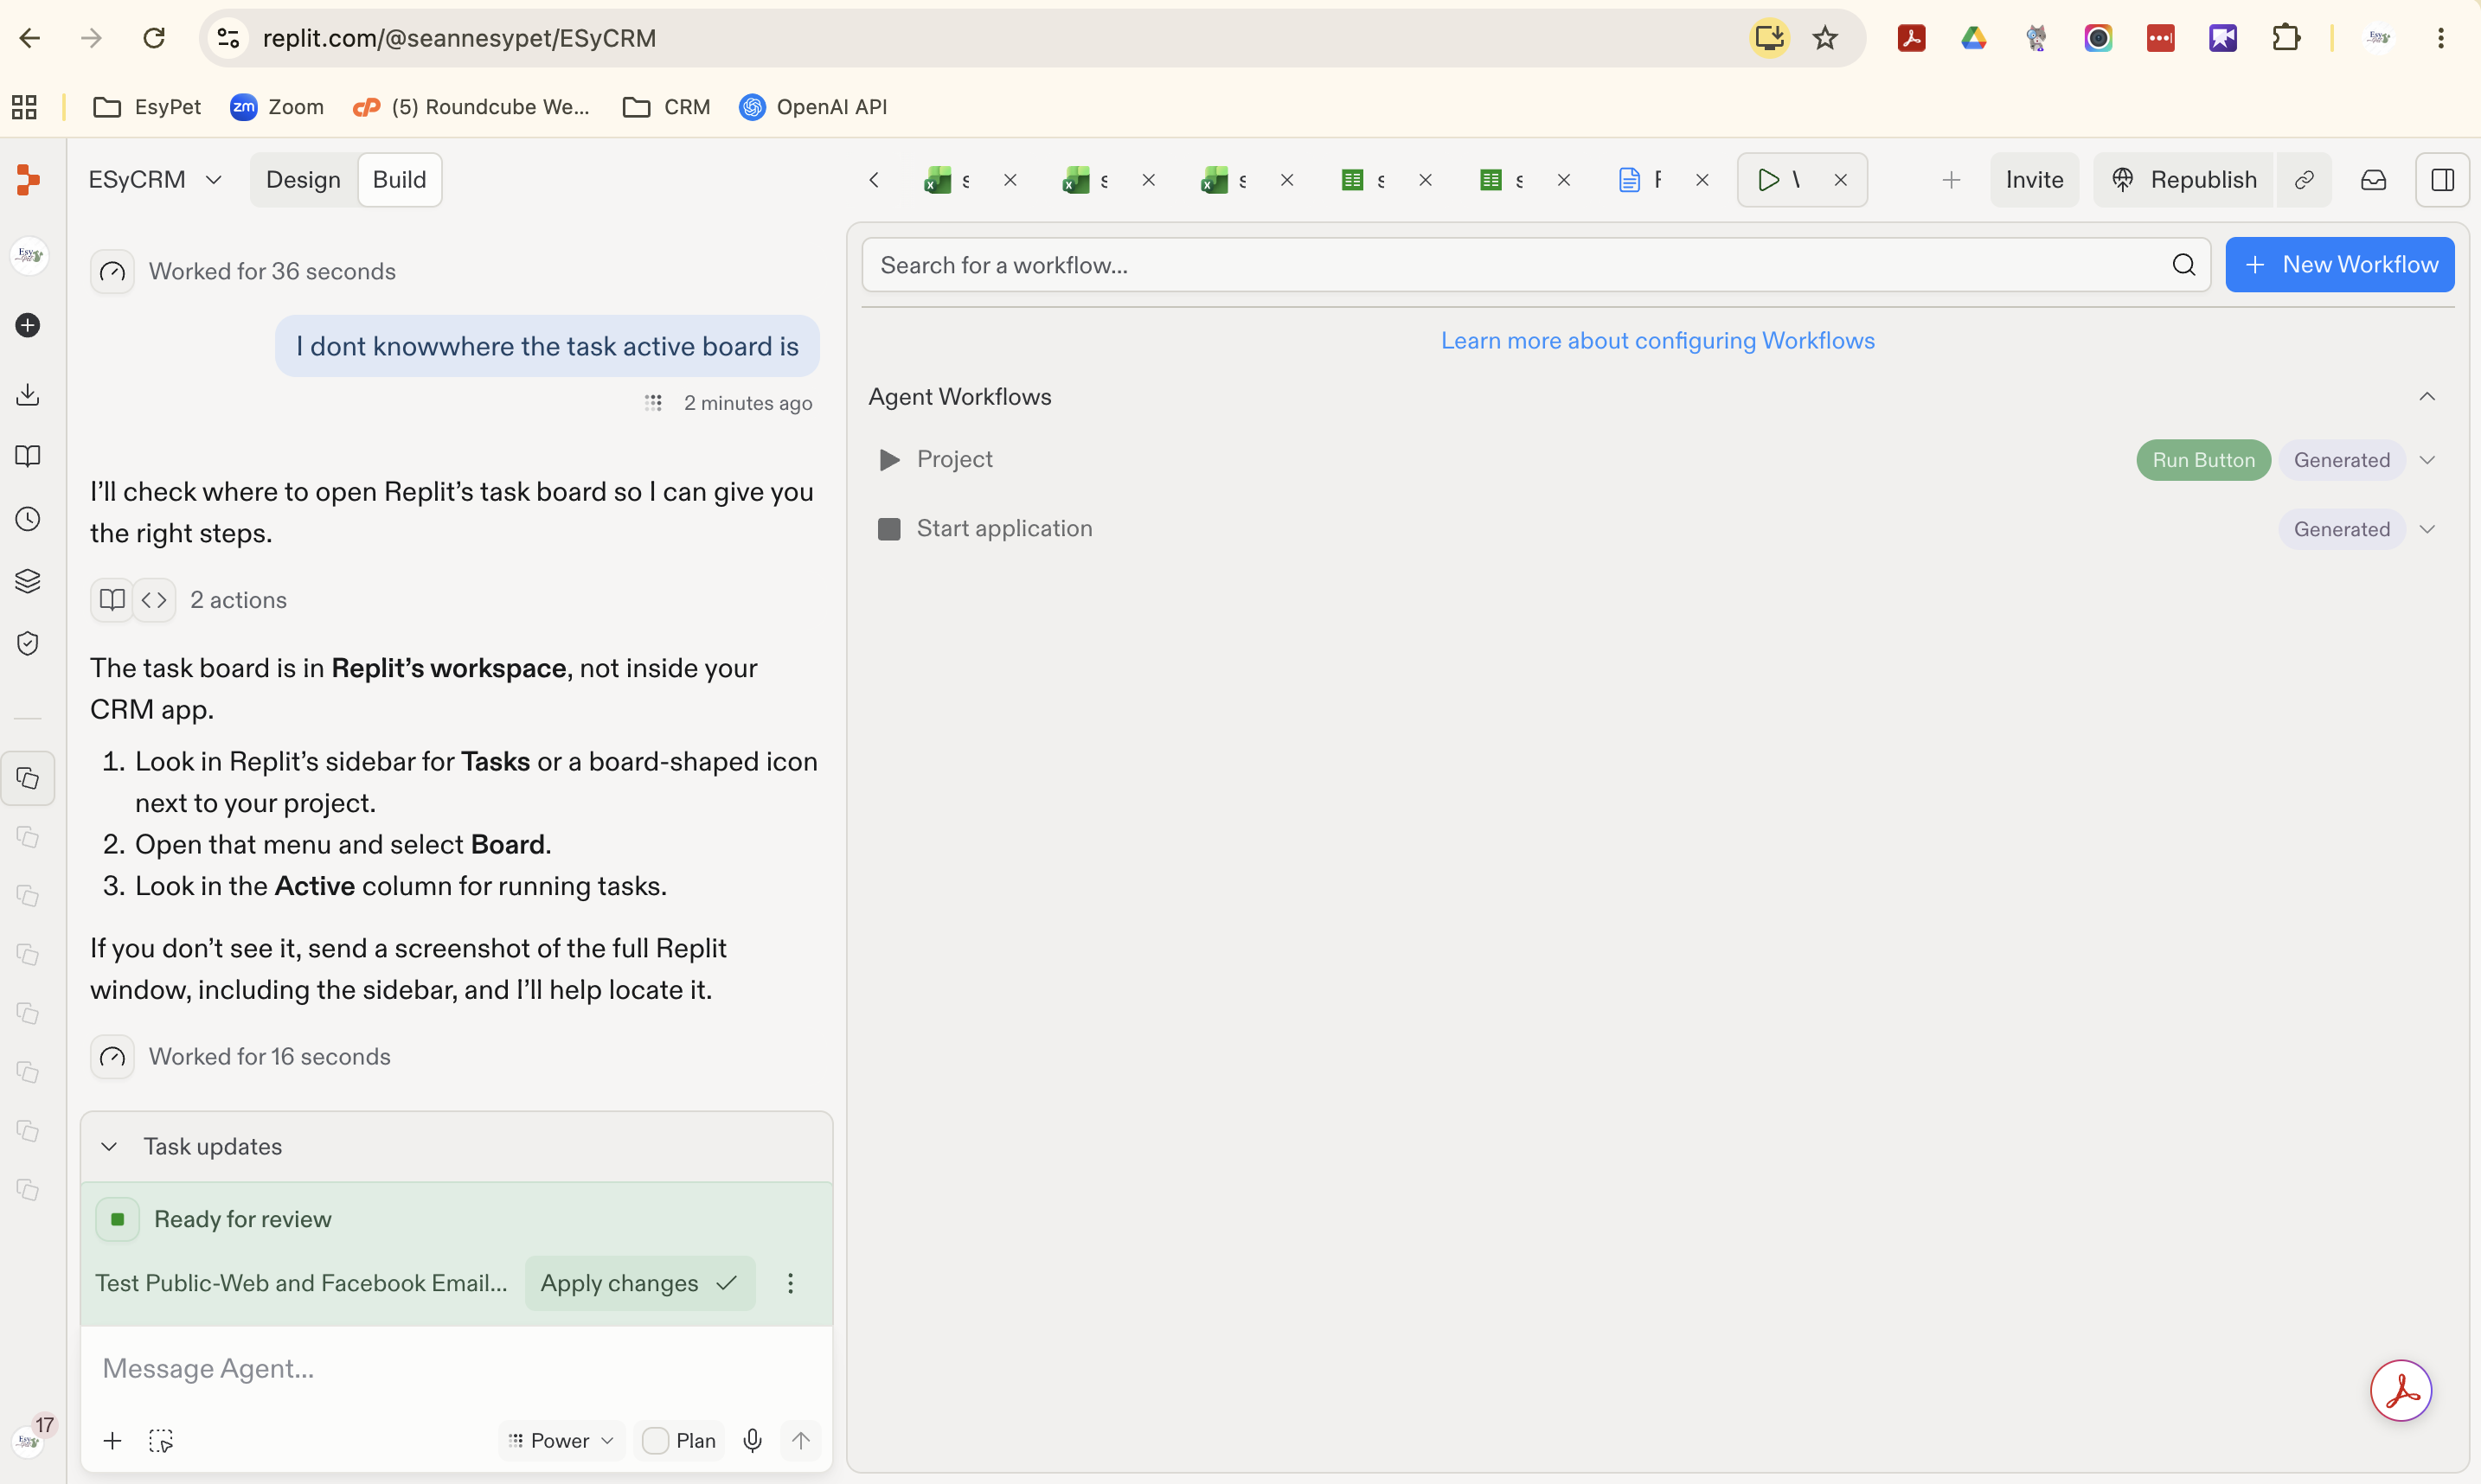 replit.com/@seannesypet/ESyCRM
EsyPet
zm Zoom
(5) Roundcube We...
CRM
OpenAI API
ESyCRM
Design
Build
s
s
s
s
s
F
\
Invite
Republish
Worked for 36 seconds
I dont knowwhere the task active board is
2 minutes ago
I'll check where to open Replit's task board so I can give you
the right steps.
2 actions
The task board is in Replit's workspace, not inside your
CRM app.
1. Look in Replit's sidebar for Tasks or a board-shaped icon
next to your project.
2. Open that menu and select Board.
3. Look in the Active column for running tasks.
If you don't see it, send a screenshot of the full Replit
window, including the sidebar, and I'll help locate it.
Worked for 16 seconds
Task updates
Ready for review
Test Public-Web and Facebook Email...
Apply changes
Message Agent...
Power
Plan
17
Search for a workflow...
New Workflow
Learn more about configuring Workflows
Agent Workflows
Project
Run Button
Generated
Start application
Generated